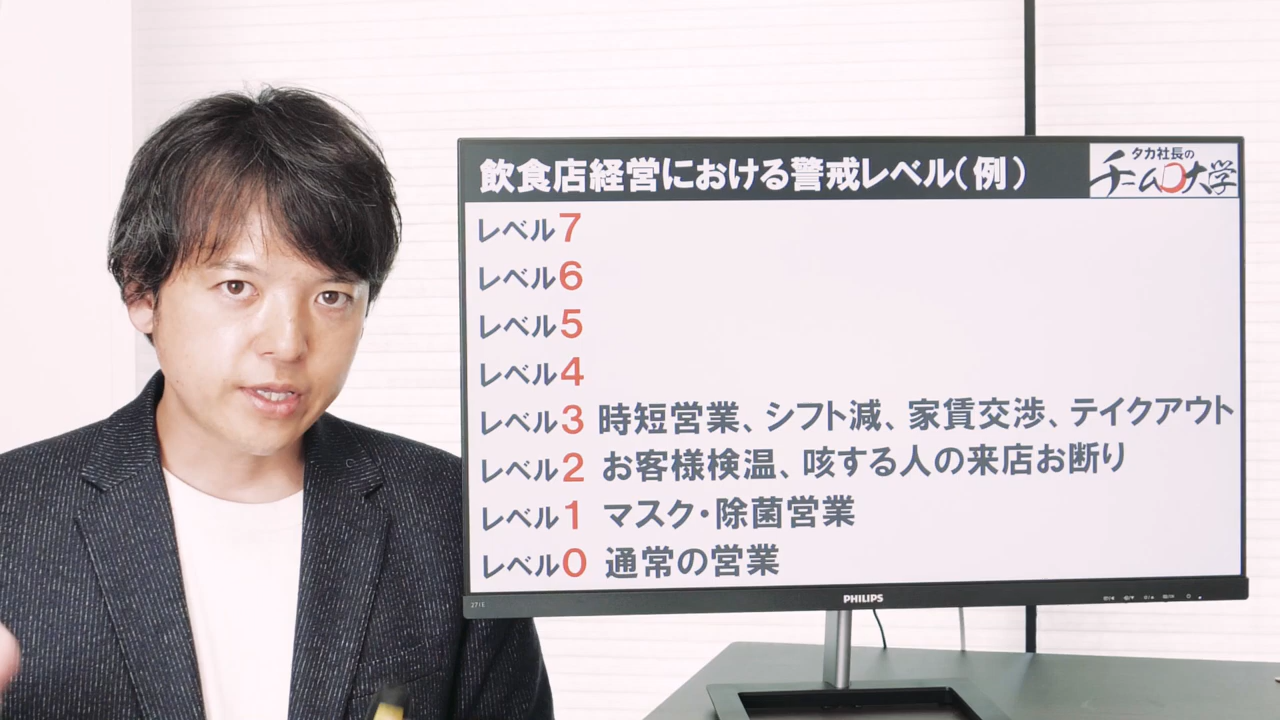 飲食店経営における警戒レベル(例)
タカ社長の
チームD大学
レベル7
レベル6
レベル5
レベル4
レベル3 時短営業、シフト減、家賃交渉、テイクアウト
レベル2 お客様検温、咳する人の来店お断り
レベル1 マスク・除菌営業
レベル0 通常の営業
271E
PHILIPS